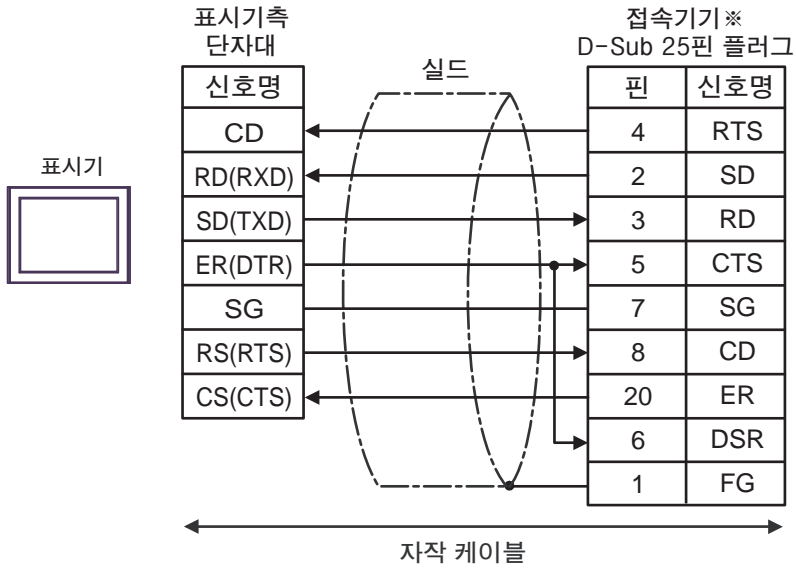 표시기측
단자대
접속기기※
D-Sub 25핀 플러그
실드
표시기
신호명
CD
RD(RXD)
SD(TXD)
ER(DTR)
SG
RS(RTS)
CS(CTS)
핀 신호명
4 RTS
2 SD
3 RD
5 CTS
7 SG
8 CD
20 ER
6 DSR
1 FG
자작 케이블